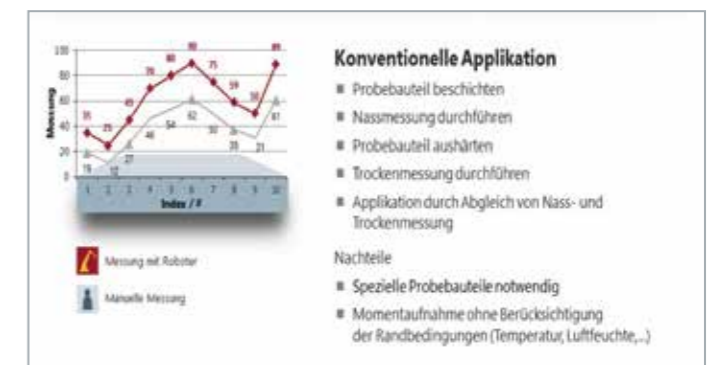 100
80
60
40
20
0
Messung
35
25
45
70
80
90
75
59
50
89
19
12
27
46
54
62
50
35
31
61
1 2 3 4 5 6 7 8 9 10
Index / #
Messung mit Roboter
Manuelle Messung
Konventionelle Applikation
Probebauteil beschichten
Nassmessung durchführen
Probebauteil aushärten
Trockenmessung durchführen
Applikation durch Abgleich von Nass- und
Trockenmessung
Nachteile
Spezielle Probebauteile notwendig
Momentaufnahme ohne Berücksichtigung
der Randbedingungen (Temperatur, Luftfeuchte,...)